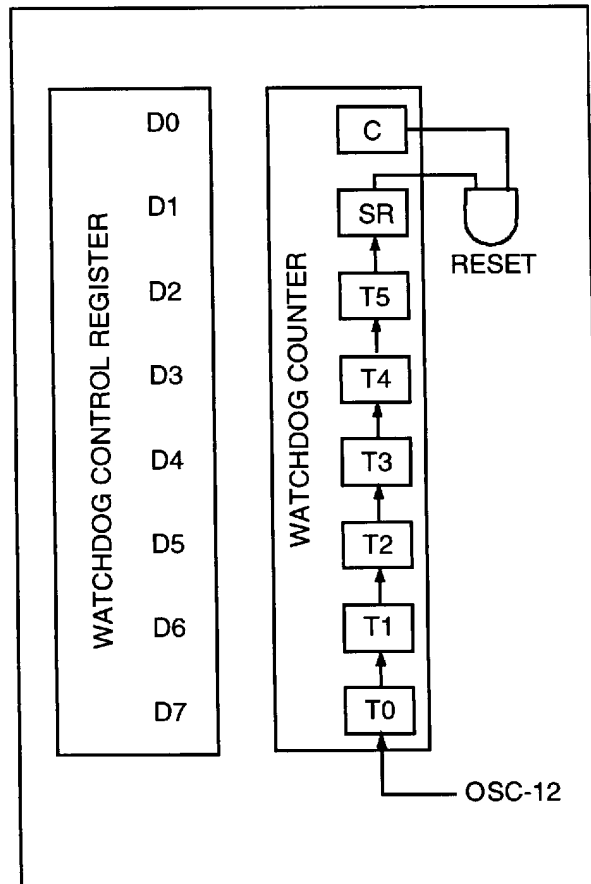 WATCHDOG CONTROL REGISTER
D0
D1
D2
D3
D4
D5
D6
D7
WATCHDOG COUNTER
C
SR
T5
T4
T3
T2
T1
T0
RESET
OSC-12